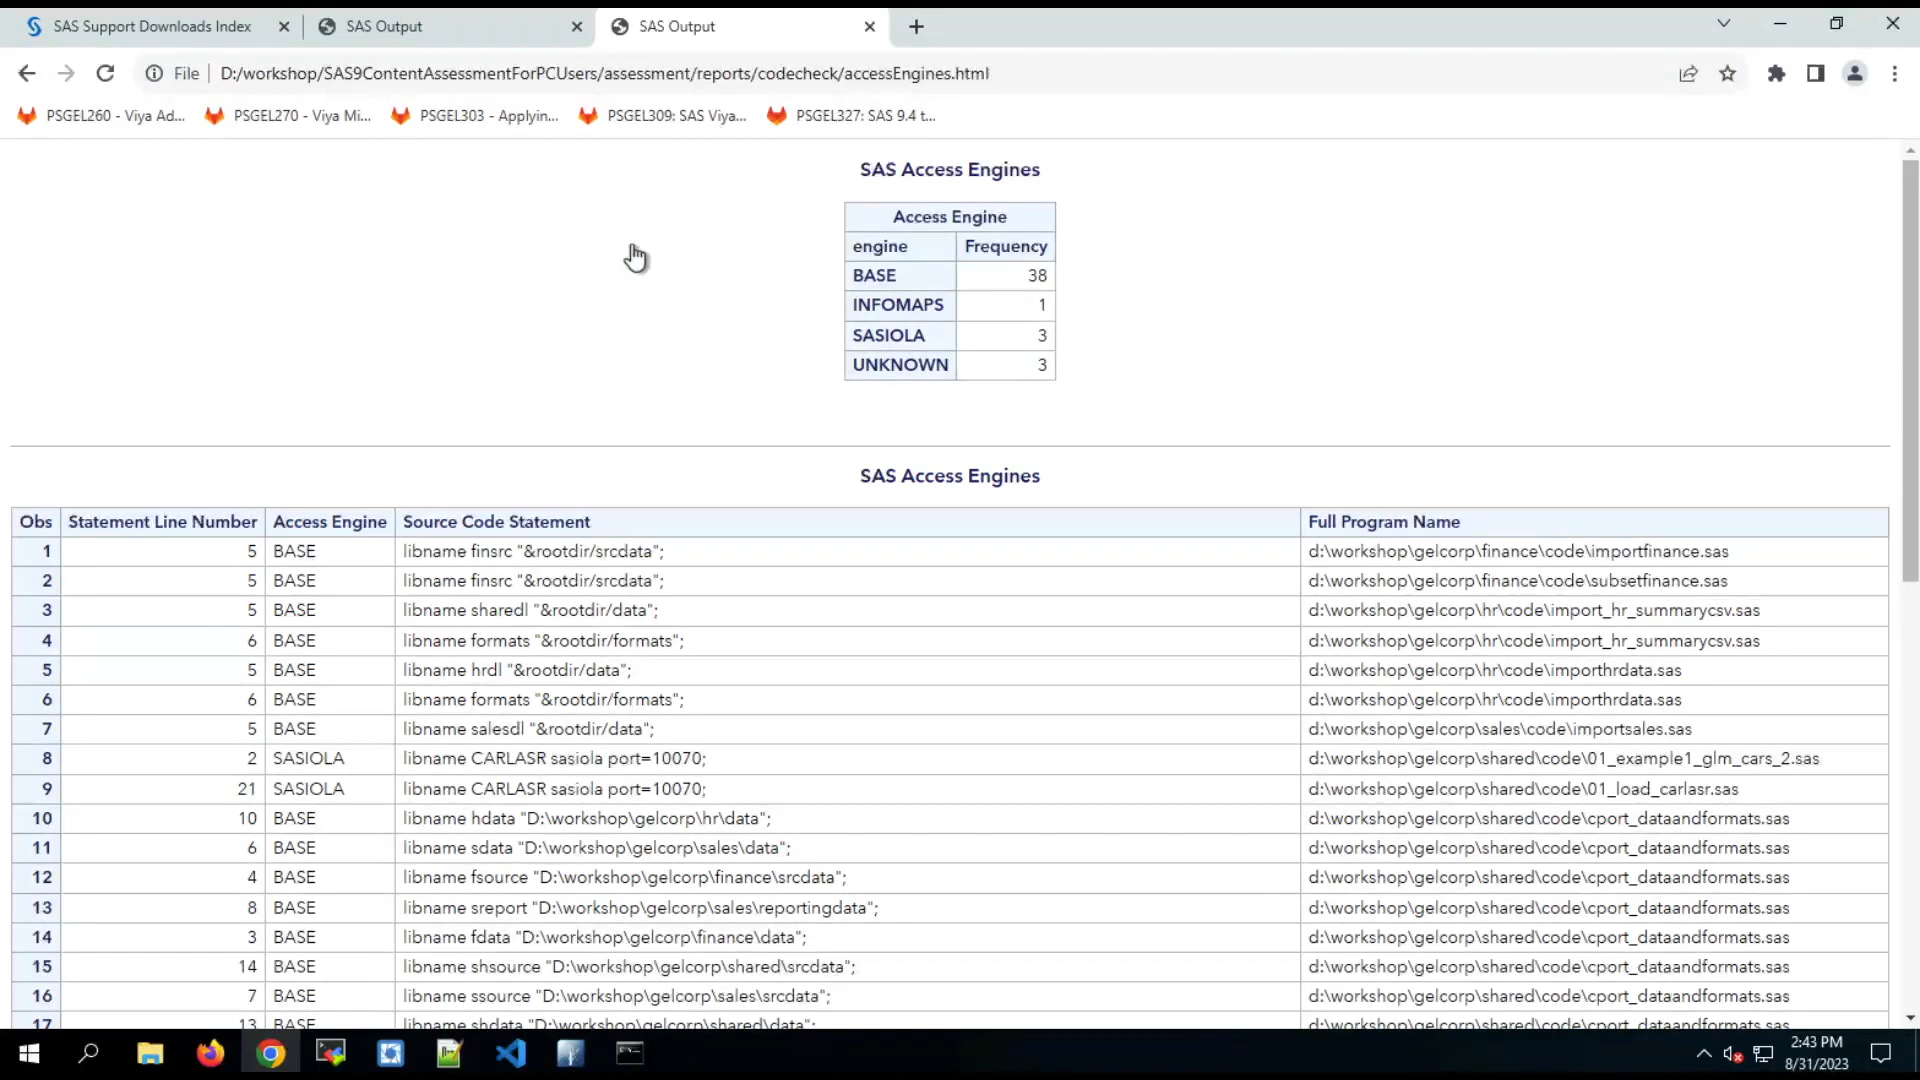 SAS Support Downloads Index
SAS Output
SAS Output
File
D:/workshop/SAS9ContentAssessmentForPCUsers/assessment/reports/codecheck/accessEngines.html
PSGEL260 - Viya Ad...
PSGEL270 - Viya Mi...
PSGEL303 - Applyin...
PSGEL309: SAS Viya...
PSGEL327: SAS 9.4 t...
SAS Access Engines
Access Engine
engine Frequency
BASE 38
INFOMAPS 1
SASIOLA 3
UNKNOWN 3
SAS Access Engines
Obs Statement Line Number Access Engine Source Code Statement Full Program Name
1 5 BASE libname finsrc "&rootdir/srcdata"; d:\workshop\gelcorp\finance\code\importfinance.sas
2 5 BASE libname finsrc "&rootdir/srcdata"; d:\workshop\gelcorp\finance\code\subsetfinance.sas
3 5 BASE libname sharedl "&rootdir/data"; d:\workshop\gelcorp\hr\code\import_hr_summarycsv.sas
4 6 BASE libname formats "&rootdir/formats"; d:\workshop\gelcorp\hr\code\import_hr_summarycsv.sas
5 5 BASE libname hrdl "&rootdir/data"; d:\workshop\gelcorp\hr\code\importhrdata.sas
6 6 BASE libname formats "&rootdir/formats"; d:\workshop\gelcorp\hr\code\importhrdata.sas
7 5 BASE libname salesdl "&rootdir/data"; d:\workshop\gelcorp\sales\code\importsales.sas
8 2 SASIOLA libname CARLASR sasiola port=10070; d:\workshop\gelcorp\shared\code\01_example1_glm_cars_2.sas
9 21 SASIOLA libname CARLASR sasiola port=10070; d:\workshop\gelcorp\shared\code\01_load_carlasr.sas
10 10 BASE libname hdata "D:\workshop\gelcorp\hr\data"; d:\workshop\gelcorp\shared\code\cport_dataandformats.sas
11 6 BASE libname sdata "D:\workshop\gelcorp\sales\data"; d:\workshop\gelcorp\shared\code\cport_dataandformats.sas
12 4 BASE libname fsource "D:\workshop\gelcorp\finance\srcdata"; d:\workshop\gelcorp\shared\code\cport_dataandformats.sas
13 8 BASE libname sreport "D:\workshop\gelcorp\sales\reportingdata"; d:\workshop\gelcorp\shared\code\cport_dataandformats.sas
14 3 BASE libname fdata "D:\workshop\gelcorp\finance\data"; d:\workshop\gelcorp\shared\code\cport_dataandformats.sas
15 14 BASE libname shsource "D:\workshop\gelcorp\shared\srcdata"; d:\workshop\gelcorp\shared\code\cport_dataandformats.sas
16 7 BASE libname ssource "D:\workshop\gelcorp\sales\srcdata"; d:\workshop\gelcorp\shared\code\cport_dataandformats.sas
17 13 BASE libname shdata "D:\workshop\gelcorp\shared\data"; d:\workshop\gelcorp\shared\code\cport_dataandformats.sas
2:43 PM
8/31/2023